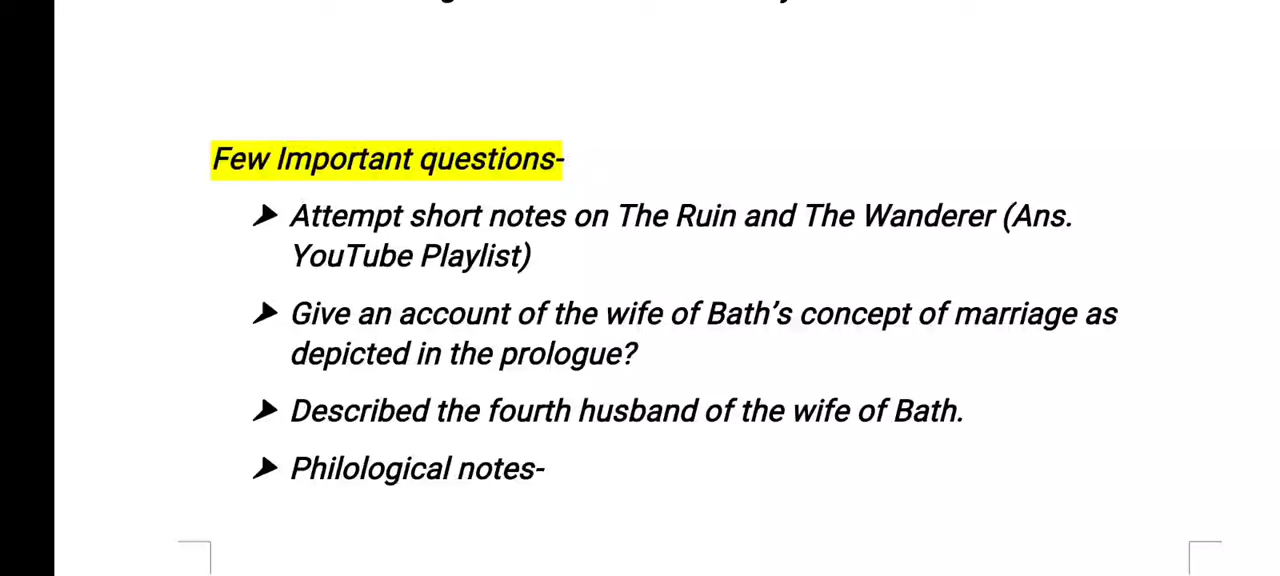 Few Important questions-
➤ Attempt short notes on The Ruin and The Wanderer (Ans.
YouTube Playlist)
➤ Give an account of the wife of Bath's concept of marriage as
depicted in the prologue?
➤ Described the fourth husband of the wife of Bath.
➤ Philological notes-